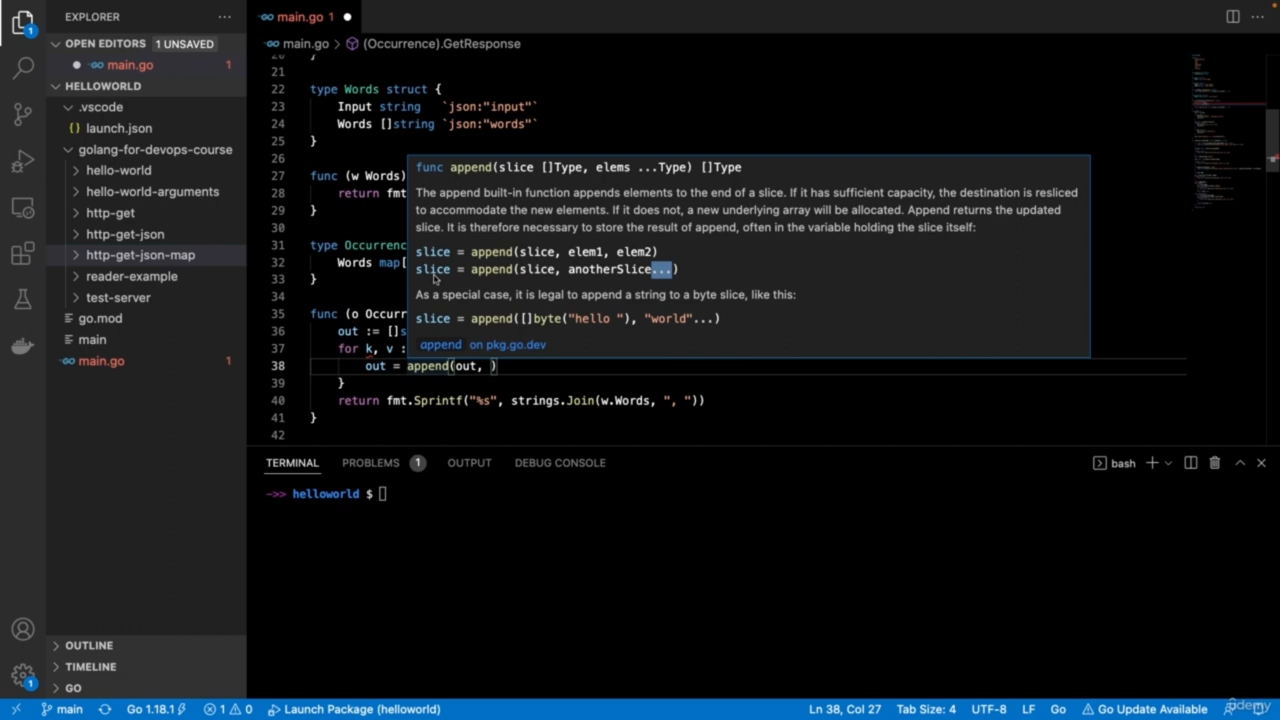 EXPLORER
OPEN EDITORS 1 UNSAVED
main.go 1
HELLOWORLD
.vscode
{} launch.json
golang-for-devops-course
hello-world
hello-world-arguments
http-get
http-get-json
http-get-json-map
reader-example
test-server
go.mod
main
main.go 1
OUTLINE
TIMELINE
GO
main.go 1
main.go > (Occurrence).GetResponse
20 }
21
22 type Words struct {
23 Input string `json:"input"`
24 Words []string `json:"words"`
25 }
26
27 func (w Words)
28 return fmt
29 }
30
31 type Occurrenc
32 Words map[
33 }
34
35 func (o Occurr
36 out := []s
37 for k, v :
38 out = append(out, )
39 }
40 return fmt.Sprintf("%s", strings.Join(w.Words, ", "))
41 }
42
func append(slice []Type, elems ...Type) []Type
The append built-in function appends elements to the end of a slice. If it has sufficient capacity, the destination is resliced
to accommodate the new elements. If it does not, a new underlying array will be allocated. Append returns the updated
slice. It is therefore necessary to store the result of append, often in the variable holding the slice itself:
slice = append(slice, elem1, elem2)
slice = append(slice, anotherSlice...)
As a special case, it is legal to append a string to a byte slice, like this:
slice = append([]byte("hello "), "world"...)
append on pkg.go.dev
TERMINAL PROBLEMS 1 OUTPUT DEBUG CONSOLE
bash
->> helloworld $
1
1
main Go 1.18.1 1 0 Launch Package (helloworld) Ln 38, Col 27 Tab Size: 4 UTF-8 LF Go Go Update Available
udemy